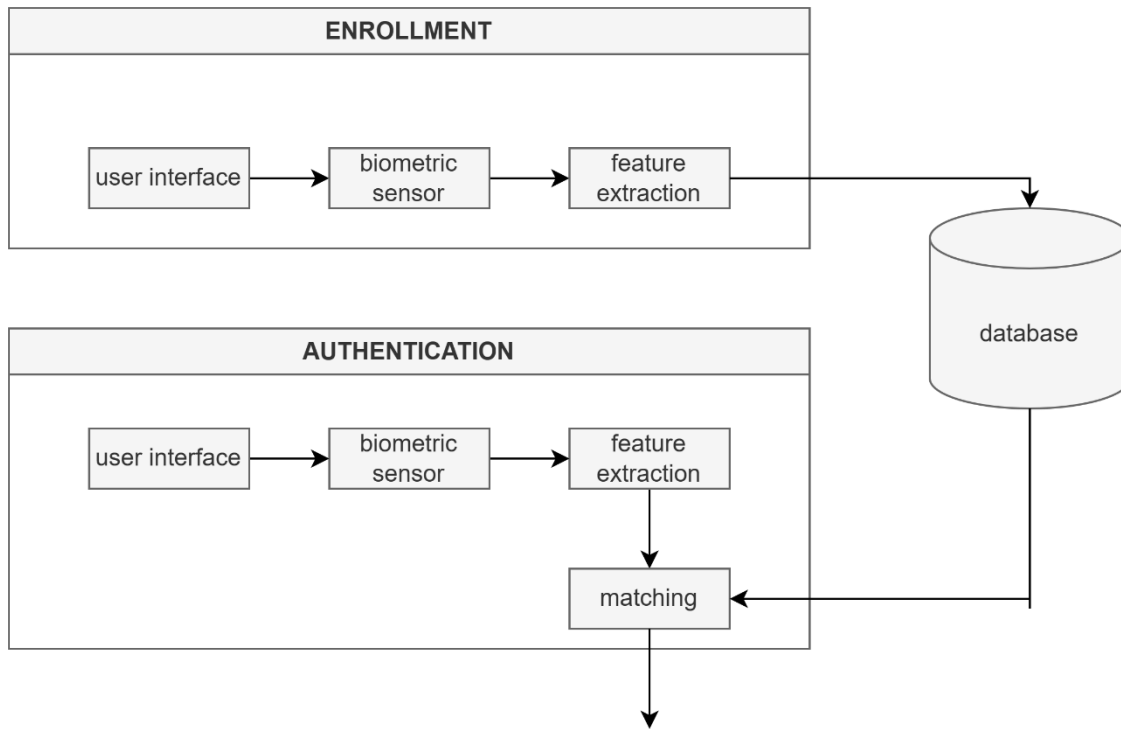 ENROLLMENT
user interface
biometric
sensor
feature
extraction
database
AUTHENTICATION
user interface
biometric
sensor
feature
extraction
matching